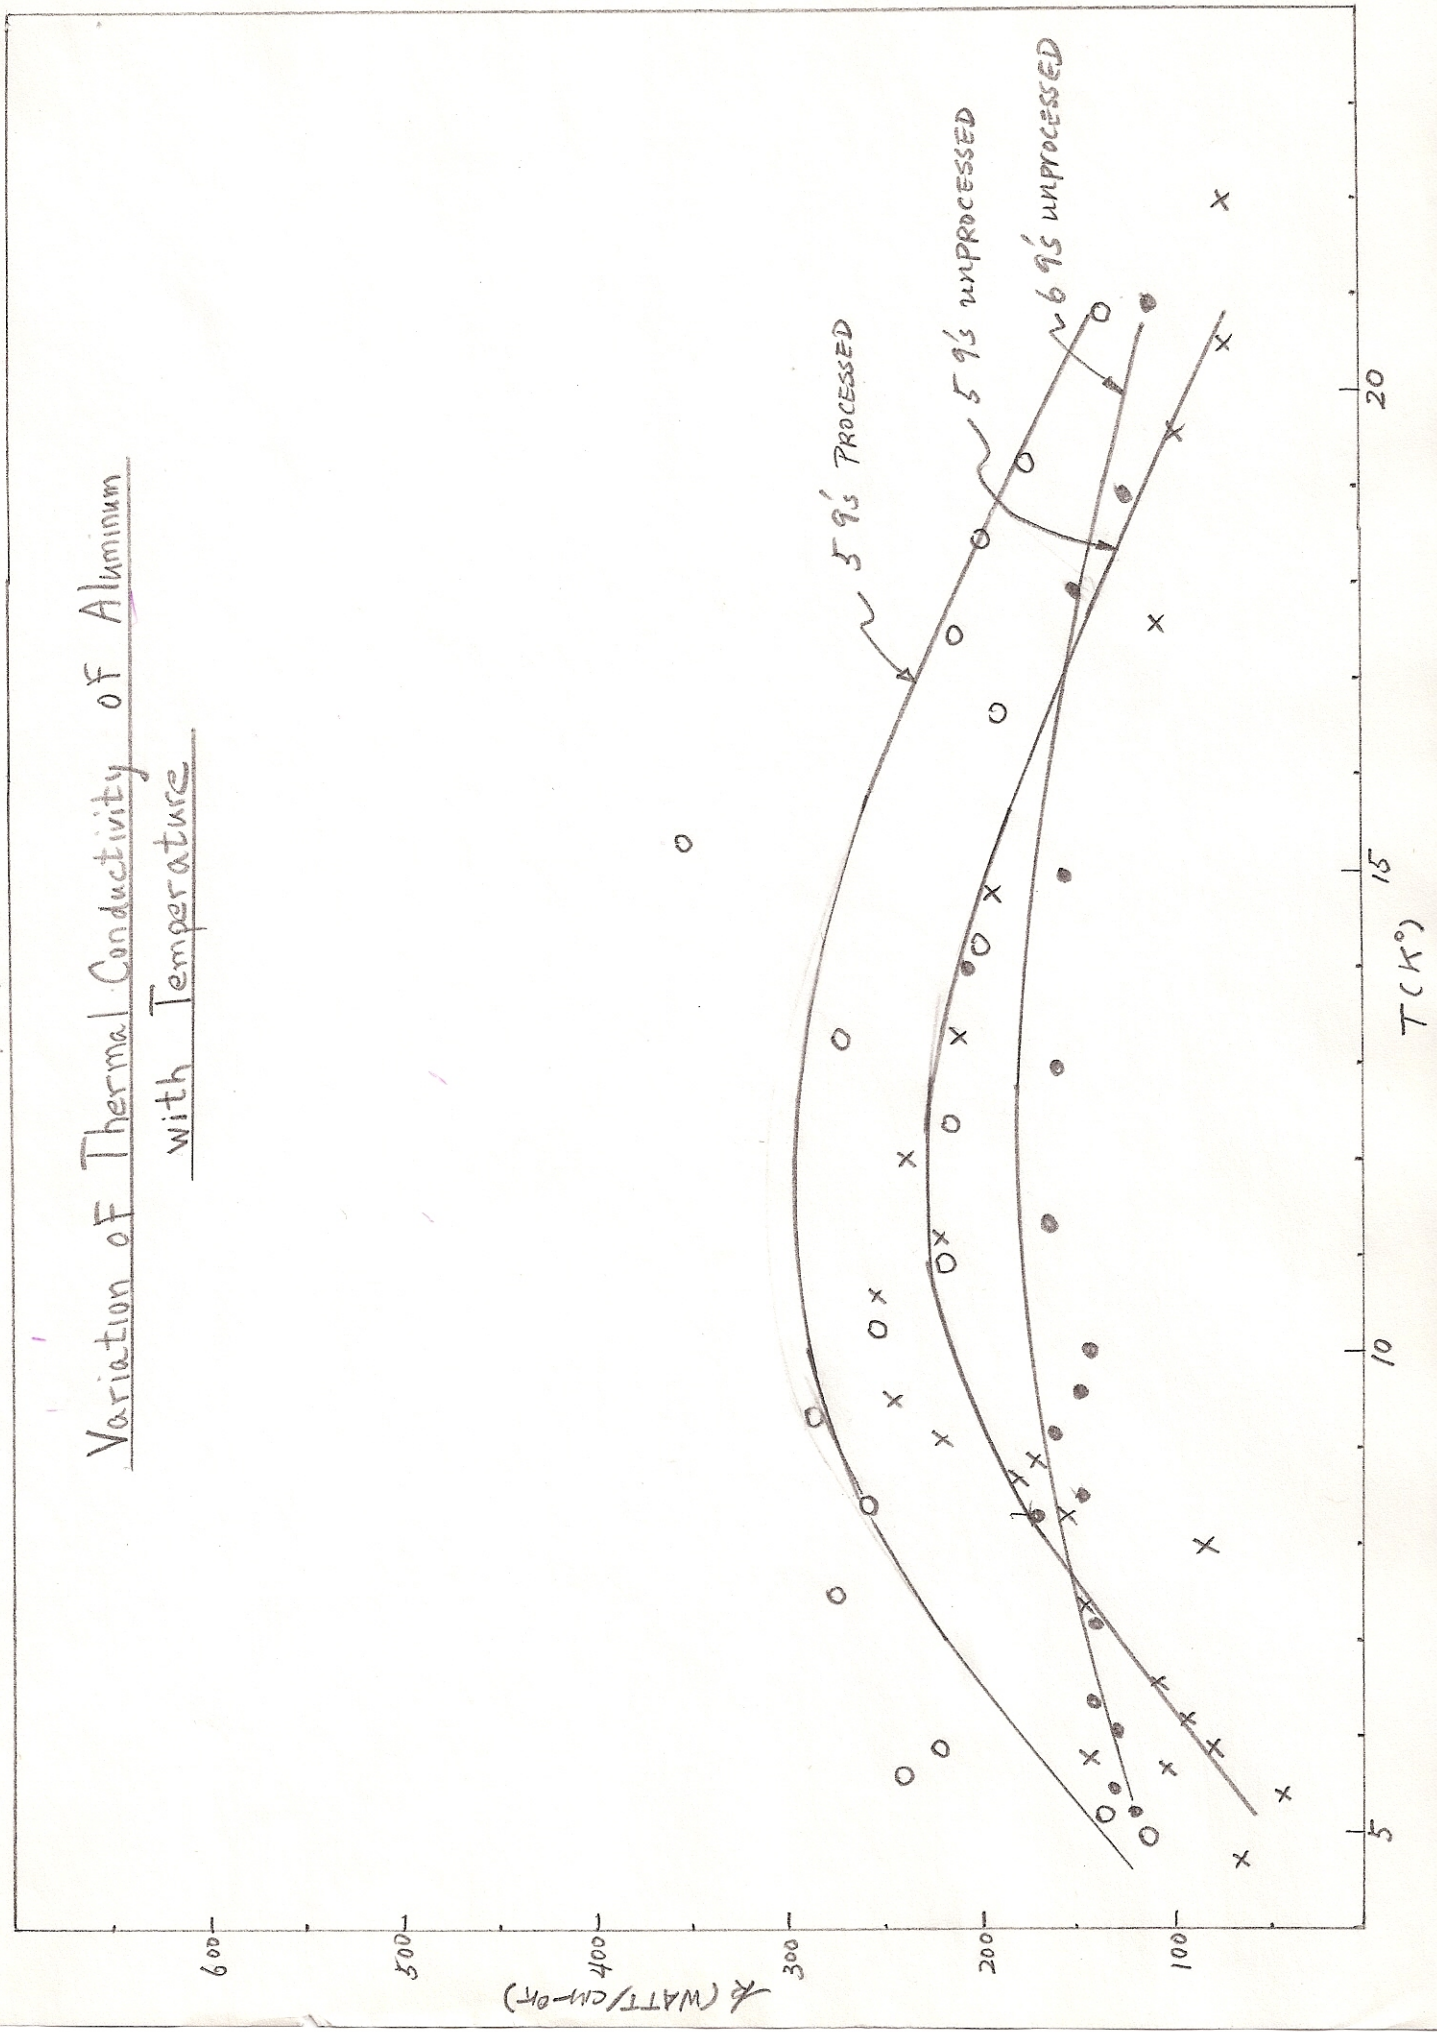 Variation of Thermal Conductivity of Aluminum
with Temperature
5 9's PROCESSED
5 9's unPROCESSED
6 9's unprocessed
600
500
400
300
200
100
k (WATT/CM-°K)
5
10
15
20
T (K°)